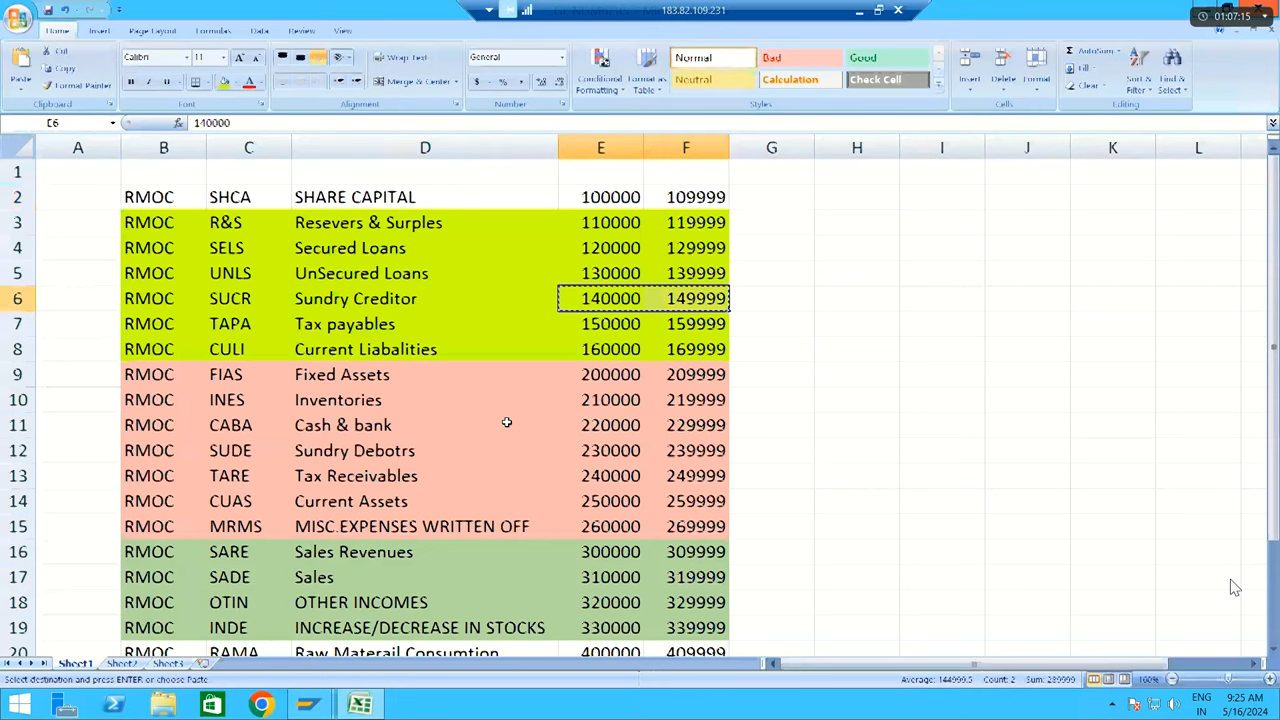 183.82.109.231
01:07:15
Home Insert Page Layout Formulas Data Review View
Paste
Cut
Copy
Format Painter
Clipboard
Calibri 11
Font
Wrap Text
Merge & Center
Alignment
General
Number
Conditional Formatting
Format as Table
Normal Bad Good
Neutral Calculation Check Cell
Styles
Insert Delete Format
Cells
AutoSum
Fill
Clear
Sort & Filter
Find & Select
Editing
E6 fx 140000
A B C D E F G H I J K L
1
2 RMOC SHCA SHARE CAPITAL 100000 109999
3 RMOC R&S Resevers & Surples 110000 119999
4 RMOC SELS Secured Loans 120000 129999
5 RMOC UNLS UnSecured Loans 130000 139999
6 RMOC SUCR Sundry Creditor 140000 149999
7 RMOC TAPA Tax payables 150000 159999
8 RMOC CULI Current Liabalities 160000 169999
9 RMOC FIAS Fixed Assets 200000 209999
10 RMOC INES Inventories 210000 219999
11 RMOC CABA Cash & bank 220000 229999
12 RMOC SUDE Sundry Debotrs 230000 239999
13 RMOC TARE Tax Receivables 240000 249999
14 RMOC CUAS Current Assets 250000 259999
15 RMOC MRMS MISC.EXPENSES WRITTEN OFF 260000 269999
16 RMOC SARE Sales Revenues 300000 309999
17 RMOC SADE Sales 310000 319999
18 RMOC OTIN OTHER INCOMES 320000 329999
19 RMOC INDE INCREASE/DECREASE IN STOCKS 330000 339999
20 RMOC RAMA Raw Materail Consumtion 400000 409999
Sheet1 Sheet2 Sheet3
Select destination and press ENTER or choose Paste Average: 144999.5 Count: 2 Sum: 289999 160%
ENG 9:25 AM
IN 5/16/2024